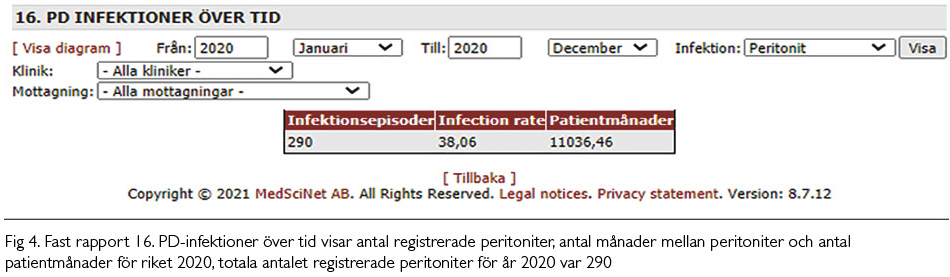 16. PD INFEKTIONER ÖVER TID
[ Visa diagram ] Från: 2020 Januari Till: 2020 December Infektion: Peritonit Visa
Klinik: - Alla kliniker -
Mottagning: - Alla mottagningar -
Infektionsepisoder Infection rate Patientmånader
290 38,06 11036,46
[ Tillbaka ]
Copyright © 2021 MedSciNet AB. All Rights Reserved. Legal notices. Privacy statement. Version: 8.7.12
Fig 4. Fast rapport 16. PD-infektioner över tid visar antal registrerade peritoniter, antal månader mellan peritoniter och antal
patientmånader för riket 2020, totala antalet registrerade peritoniter för år 2020 var 290